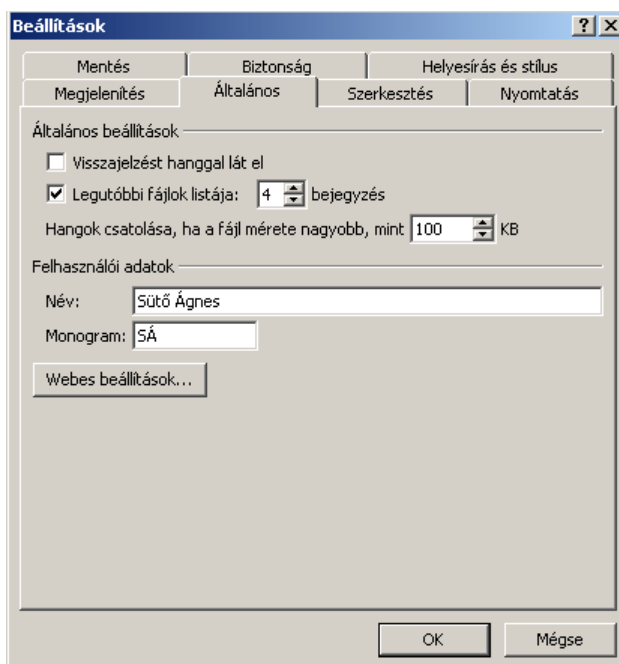 Beállítások
Mentés Biztonság Helyesírás és stílus
Megjelenítés Általános Szerkesztés Nyomtatás
Általános beállítások
Visszajelzést hanggal lát el
Legutóbbi fájlok listája: 4 bejegyzés
Hangok csatolása, ha a fájl mérete nagyobb, mint 100 KB
Felhasználói adatok
Név: Sütő Ágnes
Monogram: SÁ
Webes beállítások...
OK Mégse